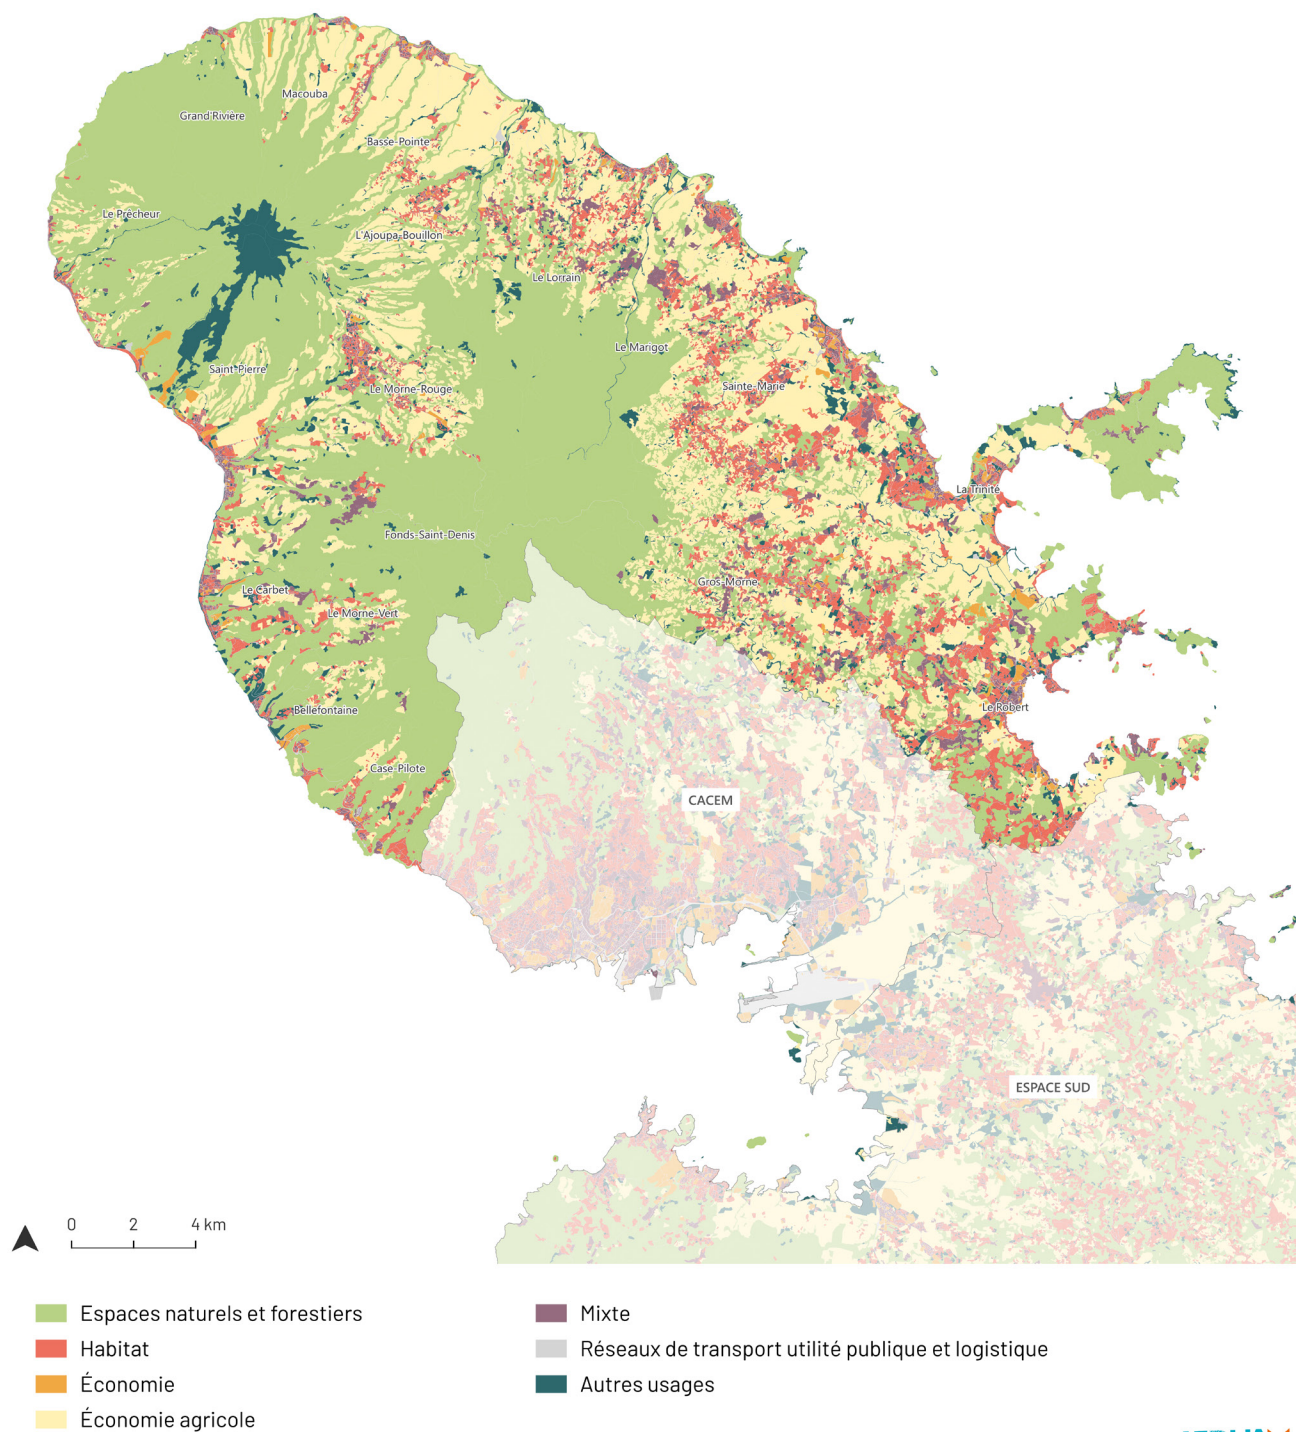 Macouba
Grand'Rivière
Basse-Pointe
Le Prêcheur
L'Ajoupa-Bouillon
Le Lorrain
Le Marigot
Saint-Pierre
Le Morne-Rouge
Sainte-Marie
La Trinité
Fonds-Saint-Denis
Gros-Morne
Le Carbet
Le Morne-Vert
Le Robert
Bellefontaine
Case-Pilote
CACEM
ESPACE SUD
0 2 4 km
Espaces naturels et forestiers
Habitat
Économie
Économie agricole
Mixte
Réseaux de transport utilité publique et logistique
Autres usages